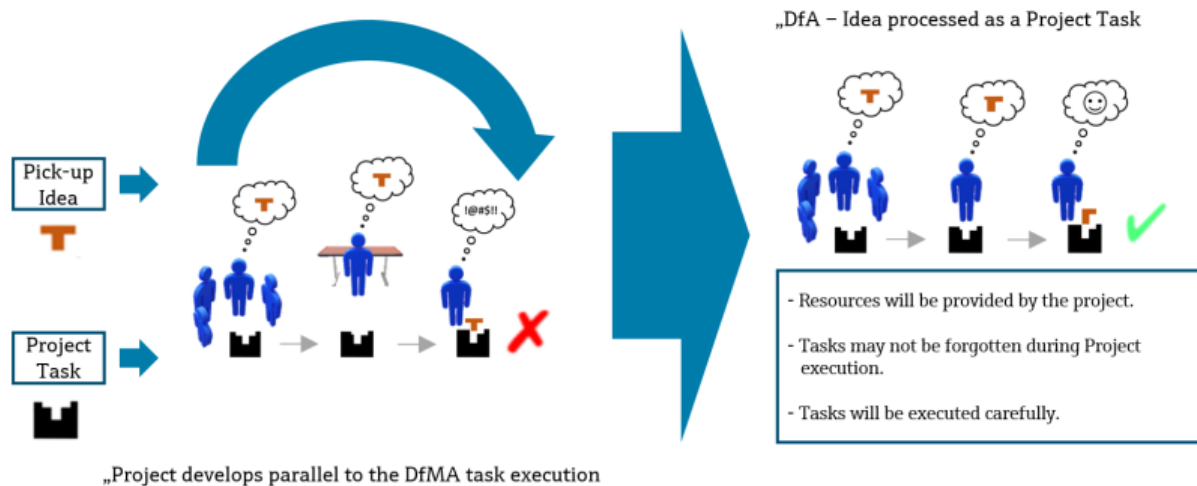 „DfA – Idea processed as a Project Task
Pick-up
Idea
!@#$!!
Project
Task
- Resources will be provided by the project.
- Tasks may not be forgotten during Project
execution.
- Tasks will be executed carefully.
„Project develops parallel to the DfMA task execution